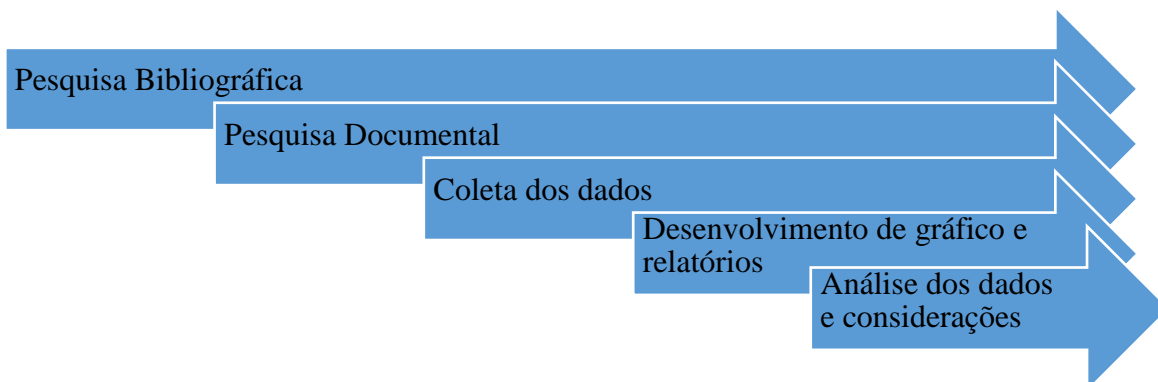 Pesquisa Bibliográfica
Pesquisa Documental
Coleta dos dados
Desenvolvimento de gráfico e
relatórios
Análise dos dados
e considerações